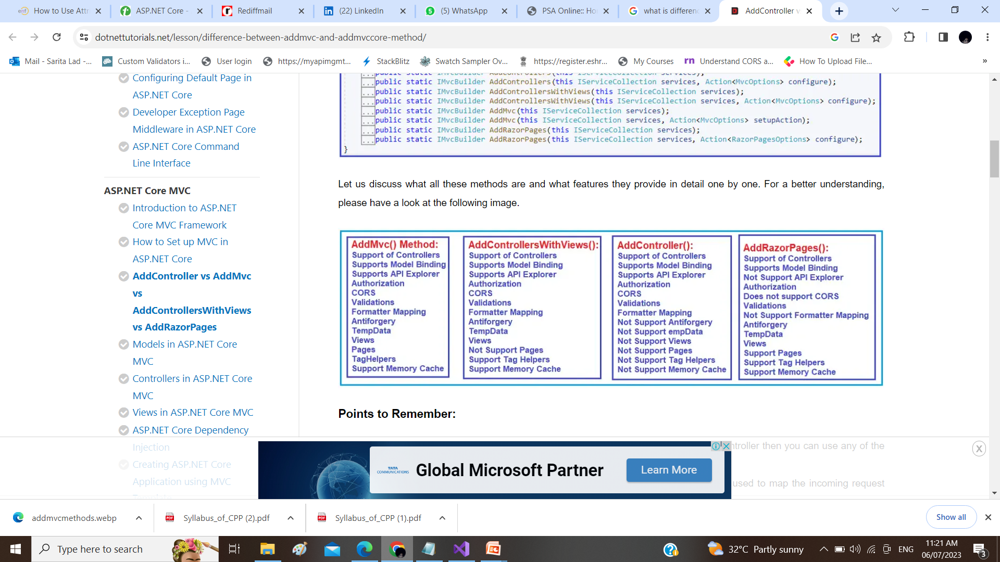 How to Use Attr
ASP.NET Core -
Rediffmail
(22) LinkedIn
(5) WhatsApp
PSA Online:: Ho
what is differenc
AddController v
dotnettutorials.net/lesson/difference-between-addmvc-and-addmvccore-method/
Mail - Sarita Lad -...
Custom Validators i...
User login
https://myapimgmt...
StackBlitz
Swatch Sampler Ov...
https://register.eshr...
My Courses
rn Understand CORS a...
How To Upload File...
»
Configuring Default Page in
ASP.NET Core
Developer Exception Page
Middleware in ASP.NET Core
ASP.NET Core Command
Line Interface
ASP.NET Core MVC
Introduction to ASP.NET
Core MVC Framework
How to Set up MVC in
ASP.NET Core
AddController vs AddMvc
vs
AddControllersWithViews
vs AddRazorPages
Models in ASP.NET Core
MVC
Controllers in ASP.NET Core
MVC
Views in ASP.NET Core MVC
ASP.NET Core Dependency
Injection
Creating ASP.NET Core
Application using MVC
...public static IMvcBuilder AddControllers(this IServiceCollection services);
...public static IMvcBuilder AddControllers(this IServiceCollection services, Action<MvcOptions> configure);
...public static IMvcBuilder AddControllersWithViews(this IServiceCollection services);
...public static IMvcBuilder AddControllersWithViews(this IServiceCollection services, Action<MvcOptions> configure);
...public static IMvcBuilder AddMvc(this IServiceCollection services);
...public static IMvcBuilder AddMvc(this IServiceCollection services, Action<MvcOptions> setupAction);
...public static IMvcBuilder AddRazorPages(this IServiceCollection services);
...public static IMvcBuilder AddRazorPages(this IServiceCollection services, Action<RazorPagesOptions> configure);
}
Let us discuss what all these methods are and what features they provide in detail one by one. For a better understanding,
please have a look at the following image.
AddMvc() Method:
Support of Controllers
Supports Model Binding
Supports API Explorer
Authorization
CORS
Validations
Formatter Mapping
Antiforgery
TempData
Views
Pages
TagHelpers
Support Memory Cache
AddControllersWithViews():
Support of Controllers
Supports Model Binding
Supports API Explorer
Authorization
CORS
Validations
Formatter Mapping
Antiforgery
TempData
Views
Not Support Pages
Support Tag Helpers
Support Memory Cache
AddController():
Support of Controllers
Supports Model Binding
Supports API Explorer
Authorization
CORS
Validations
Formatter Mapping
Not Support Antiforgery
Not Support empData
Not Support Views
Not Support Pages
Not Support Tag Helpers
Not Support Memory Cache
AddRazorPages():
Support of Controllers
Supports Model Binding
Not Support API Explorer
Authorization
Does not support CORS
Validations
Not Support Formatter Mapping
Antiforgery
TempData
Views
Support Pages
Support Tag Helpers
Support Memory Cache
Points to Remember:
ntroller then you can use any of the
used to map the incoming request
TATA
COMMUNICATIONS
Global Microsoft Partner
Learn More
X
addmvcmethods.webp
PDF
Syllabus_of_CPP (2).pdf
PDF
Syllabus_of_CPP (1).pdf
Show all
Type here to search
32°C Partly sunny
ENG
11:21 AM
06/07/2023
3